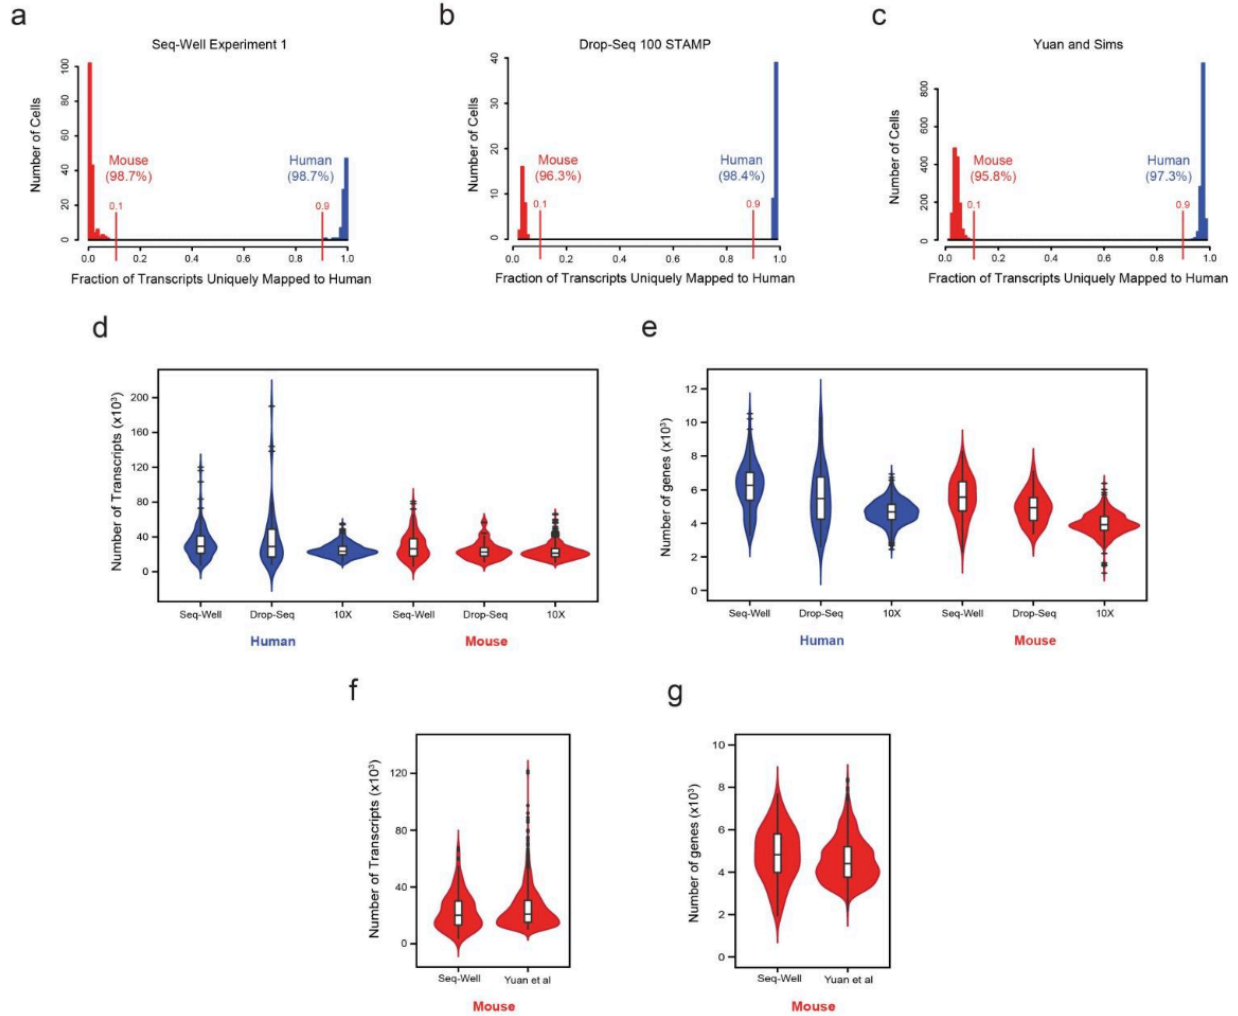 a
Seq-Well Experiment 1
Number of Cells
100
80
60
40
20
0
Mouse
(98.7%)
Human
(98.7%)
0.1
0.9
0.0 0.2 0.4 0.6 0.8 1.0
Fraction of Transcripts Uniquely Mapped to Human
b
Drop-Seq 100 STAMP
Number of Cells
40
30
20
10
0
Mouse
(96.3%)
Human
(98.4%)
0.1
0.9
0.0 0.2 0.4 0.6 0.8 1.0
Fraction of Transcripts Uniquely Mapped to Human
c
Yuan and Sims
Number of Cells
800
600
400
200
0
Mouse
(95.8%)
Human
(97.3%)
0.1
0.9
0.0 0.2 0.4 0.6 0.8 1.0
Fraction of Transcripts Uniquely Mapped to Human
d
Number of Transcripts (x10³)
200
160
120
80
40
0
Seq-Well Drop-Seq 10X Seq-Well Drop-Seq 10X
Human Mouse
e
Number of genes (x10³)
12
10
8
6
4
2
0
Seq-Well Drop-Seq 10X Seq-Well Drop-Seq 10X
Human Mouse
f
Number of Transcripts (x10³)
120
80
40
0
Seq-Well Yuan et al
Mouse
g
Number of genes (x10³)
10
8
6
4
2
0
Seq-Well Yuan et al
Mouse